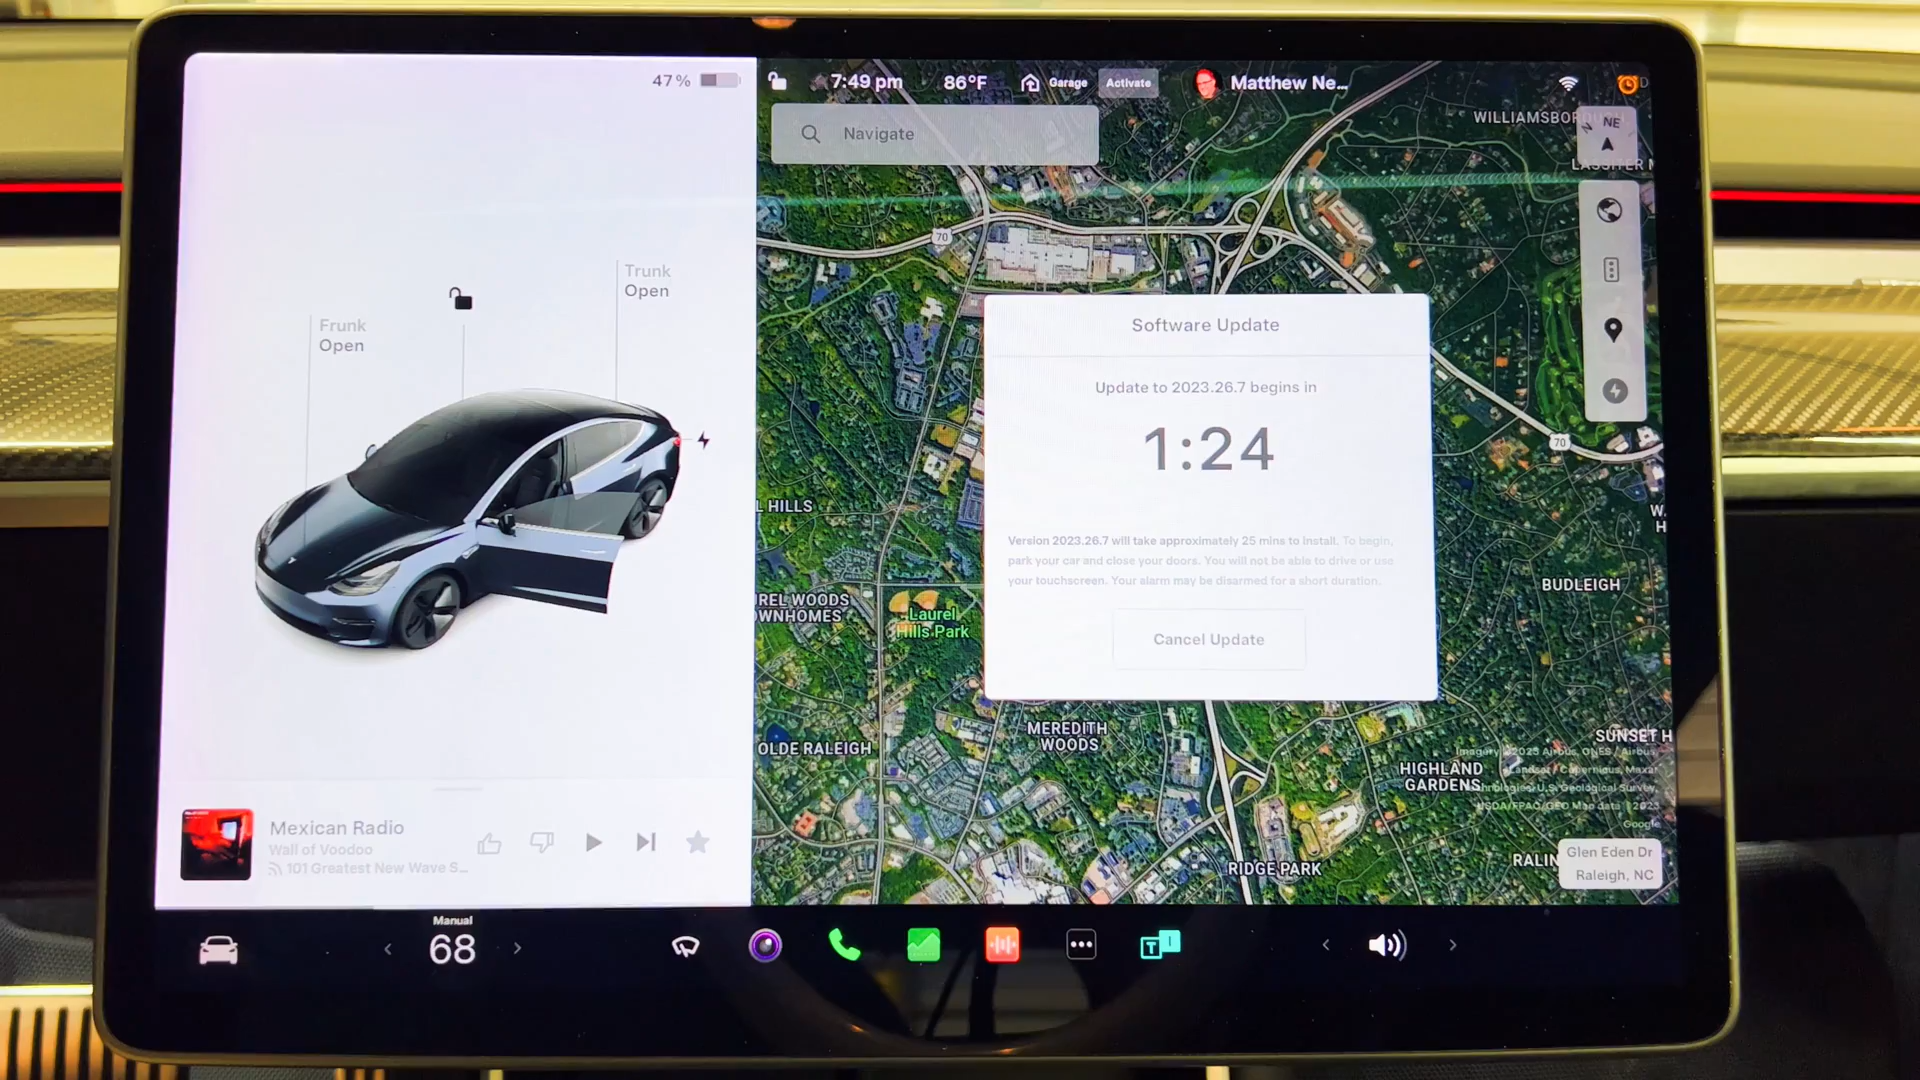 47%
7:49 pm
86°F
Garage
Activate
Matthew Ne...
Navigate
NE
N
Trunk
Open
Frunk
Open
Software Update
Update to 2023.26.7 begins in
1:24
Version 2023.26.7 will take approximately 25 mins to install. To begin,
park your car and close your doors. You will not be able to drive or use
your touchscreen. Your alarm may be disarmed for a short duration.
Cancel Update
70
70
L HILLS
BUDLEIGH
UREL WOODS
OWNHOMES
Laurel
Hills Park
OLDE RALEIGH
MEREDITH
WOODS
SUNSET H
HIGHLAND
GARDENS
RIDGE PARK
Google
Glen Eden Dr
Raleigh, NC
Mexican Radio
Wall of Voodoo
101 Greatest New Wave S...
Manual
68
T